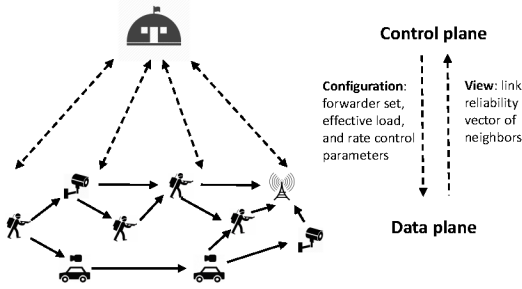 Control plane
Configuration:
forwarder set,
effective load,
and rate control
parameters
View: link
reliability
vector of
neighbors
Data plane